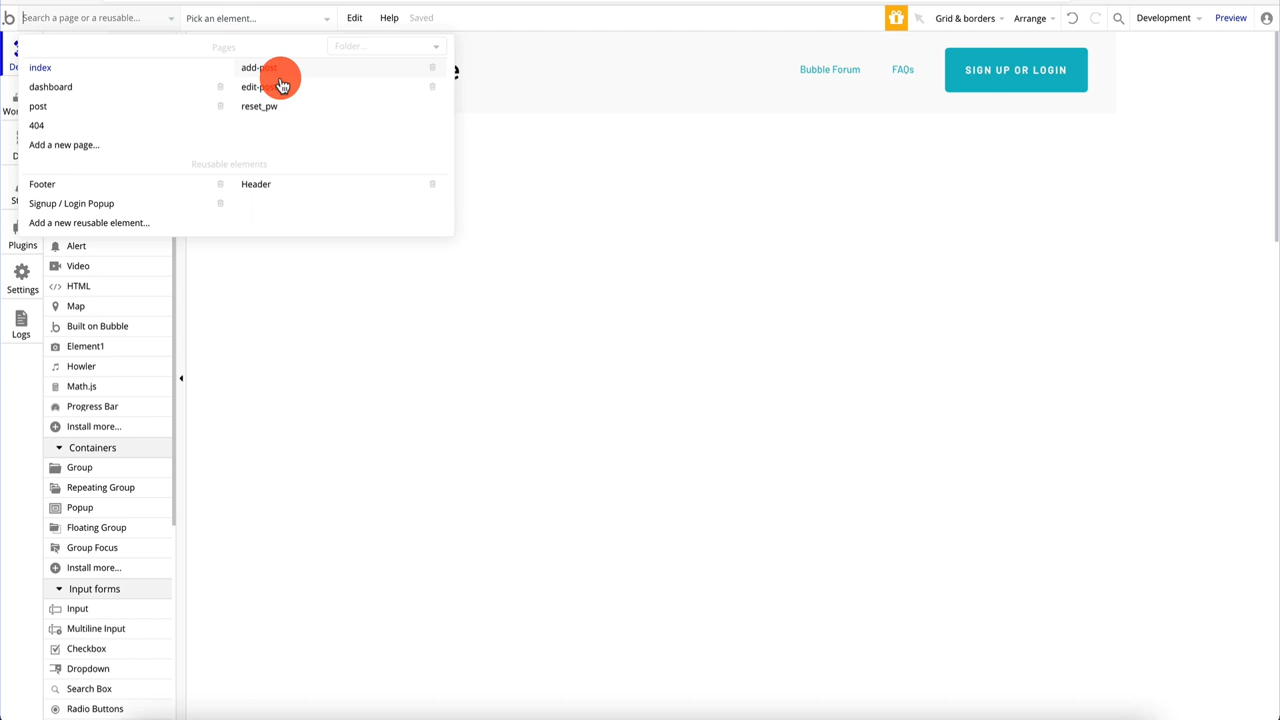 b Search a page or a reusable... Pick an element... Edit Help Saved Grid & borders Arrange Development Preview
Pages Folder...
index add-post
dashboard edit-post
post reset_pw
404
Add a new page...
Reusable elements
Footer Header
Signup / Login Popup
Add a new reusable element...
Bubble Forum FAQs SIGN UP OR LOGIN
Plugins
Settings
Logs
Alert
Video
HTML
Map
Built on Bubble
Element1
Howler
Math.js
Progress Bar
Install more...
Containers
Group
Repeating Group
Popup
Floating Group
Group Focus
Install more...
Input forms
Input
Multiline Input
Checkbox
Dropdown
Search Box
Radio Buttons